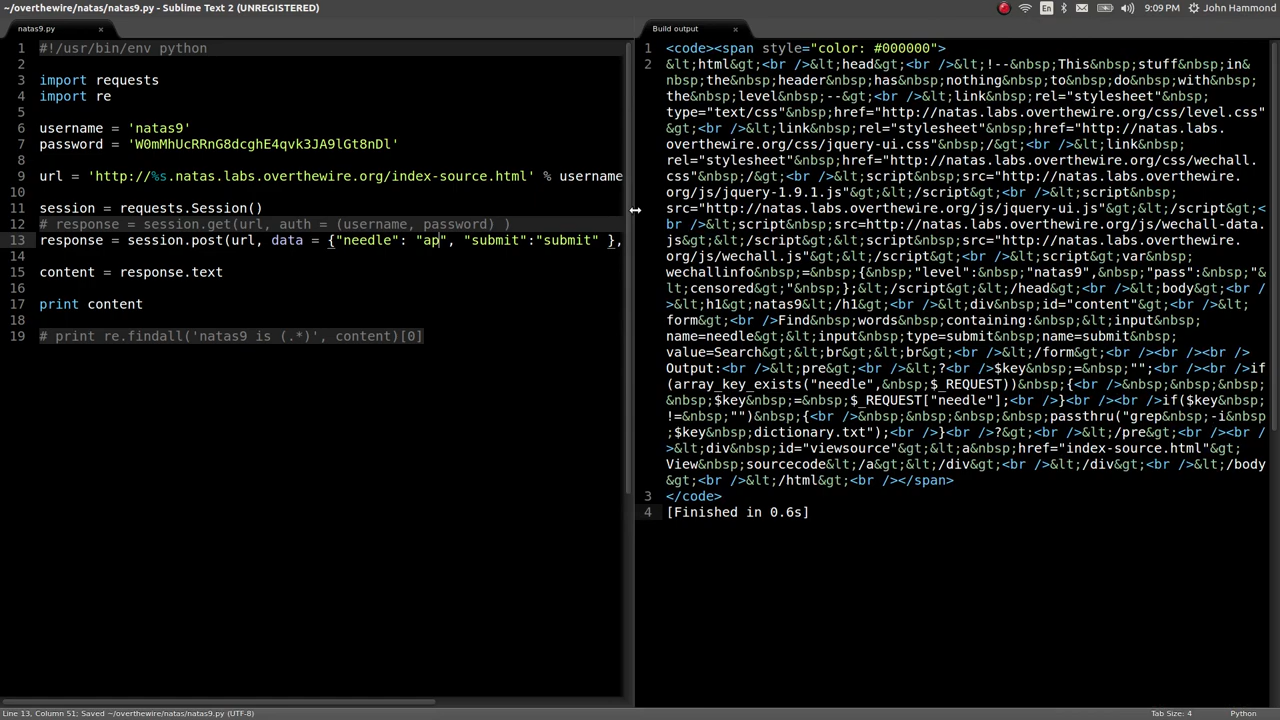 ~/overthewire/natas/natas9.py - Sublime Text 2 (UNREGISTERED)
En
9:09 PM
John Hammond
natas9.py
×
Build output
×
1 #!/usr/bin/env python
2
3 import requests
4 import re
5
6 username = 'natas9'
7 password = 'W0mMhUcRRnG8dcghE4qvk3JA9lGt8nDl'
8
9 url = 'http://%s.natas.labs.overthewire.org/index-source.html' % username
10
11 session = requests.Session()
12 # response = session.get(url, auth = (username, password) )
13 response = session.post(url, data = {"needle": "ap", "submit":"submit" },
14
15 content = response.text
16
17 print content
18
19 # print re.findall('natas9 is (.*)', content)[0]
1 <code><span style="color: #000000">
2 &lt;html&gt;<br />&lt;head&gt;<br />&lt;!--&nbsp;This&nbsp;stuff&nbsp;in&
nbsp;the&nbsp;header&nbsp;has&nbsp;nothing&nbsp;to&nbsp;do&nbsp;with&
nbsp;the&nbsp;level&nbsp;--&gt;<br />&lt;link&nbsp;rel="stylesheet"&nbsp;
type="text/css"&nbsp;href="http://natas.labs.overthewire.org/css/level.css"
&gt;<br />&lt;link&nbsp;rel="stylesheet"&nbsp;href="http://natas.labs.
overthewire.org/css/jquery-ui.css"&nbsp;/&gt;<br />&lt;link&nbsp;
rel="stylesheet"&nbsp;href="http://natas.labs.overthewire.org/css/wechall.
css"&nbsp;/&gt;<br />&lt;script&nbsp;src="http://natas.labs.overthewire.
org/js/jquery-1.9.1.js"&gt;&lt;/script&gt;<br />&lt;script&nbsp;
src="http://natas.labs.overthewire.org/js/jquery-ui.js"&gt;&lt;/script&gt;<
br />&lt;script&nbsp;src=http://natas.labs.overthewire.org/js/wechall-data.
js&gt;&lt;/script&gt;&lt;script&nbsp;src="http://natas.labs.overthewire.
org/js/wechall.js"&gt;&lt;/script&gt;<br />&lt;script&gt;var&nbsp;
wechallinfo&nbsp;=&nbsp;{&nbsp;"level":&nbsp;"natas9",&nbsp;"pass":&nbsp;"&
lt;censored&gt;"&nbsp;};&lt;/script&gt;&lt;/head&gt;<br />&lt;body&gt;<br /
>&lt;h1&gt;natas9&lt;/h1&gt;<br />&lt;div&nbsp;id="content"&gt;<br />&lt;
form&gt;<br />Find&nbsp;words&nbsp;containing:&nbsp;&lt;input&nbsp;
name=needle&gt;&lt;input&nbsp;type=submit&nbsp;name=submit&nbsp;
value=Search&gt;&lt;br&gt;&lt;br&gt;<br />&lt;/form&gt;<br /><br /><br />
Output:<br />&lt;pre&gt;<br />&lt;?<br />$key&nbsp;=&nbsp;"";<br /><br />if
(array_key_exists("needle",&nbsp;$_REQUEST))&nbsp;{<br />&nbsp;&nbsp;&nbsp;
&nbsp;$key&nbsp;=&nbsp;$_REQUEST["needle"];<br />}<br /><br />if($key&nbsp
;!=&nbsp;"")&nbsp;{<br />&nbsp;&nbsp;&nbsp;&nbsp;passthru("grep&nbsp;-i&nbsp
;$key&nbsp;dictionary.txt");<br />}<br />?&gt;<br />&lt;/pre&gt;<br /><br /
>&lt;div&nbsp;id="viewsource"&gt;&lt;a&nbsp;href="index-source.html"&gt;
View&nbsp;sourcecode&lt;/a&gt;&lt;/div&gt;<br />&lt;/div&gt;<br />&lt;/body
&gt;<br />&lt;/html&gt;<br /></span>
3 </code>
4 [Finished in 0.6s]
Line 13, Column 51; Saved ~/overthewire/natas/natas9.py (UTF-8)
Tab Size: 4
Python